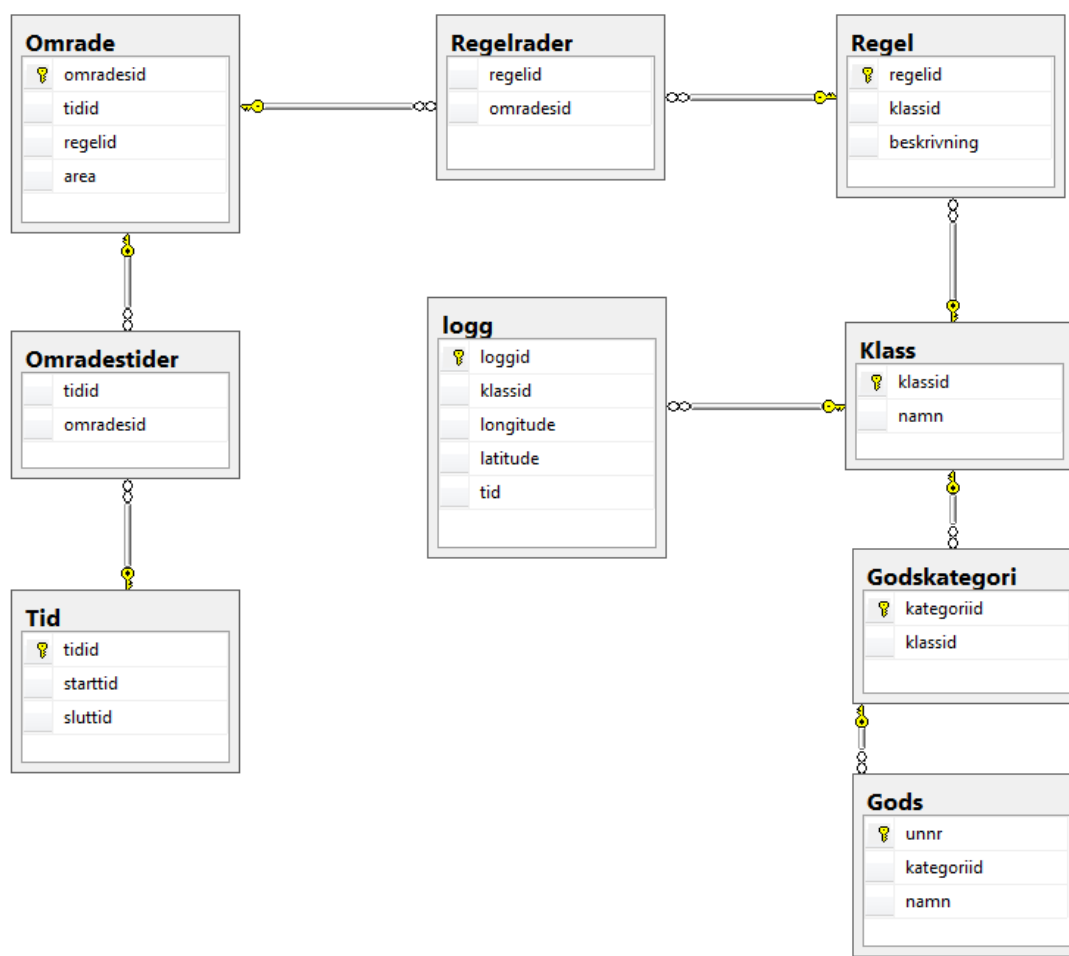 Omrade
omradesid
tidid
regelid
area
Regelrader
regelid
omradesid
Regel
regelid
klassid
beskrivning
Omradestider
tidid
omradesid
logg
loggid
klassid
longitude
latitude
tid
Klass
klassid
namn
Tid
tidid
starttid
sluttid
Godskategori
kategoriid
klassid
Gods
unnr
kategoriid
namn